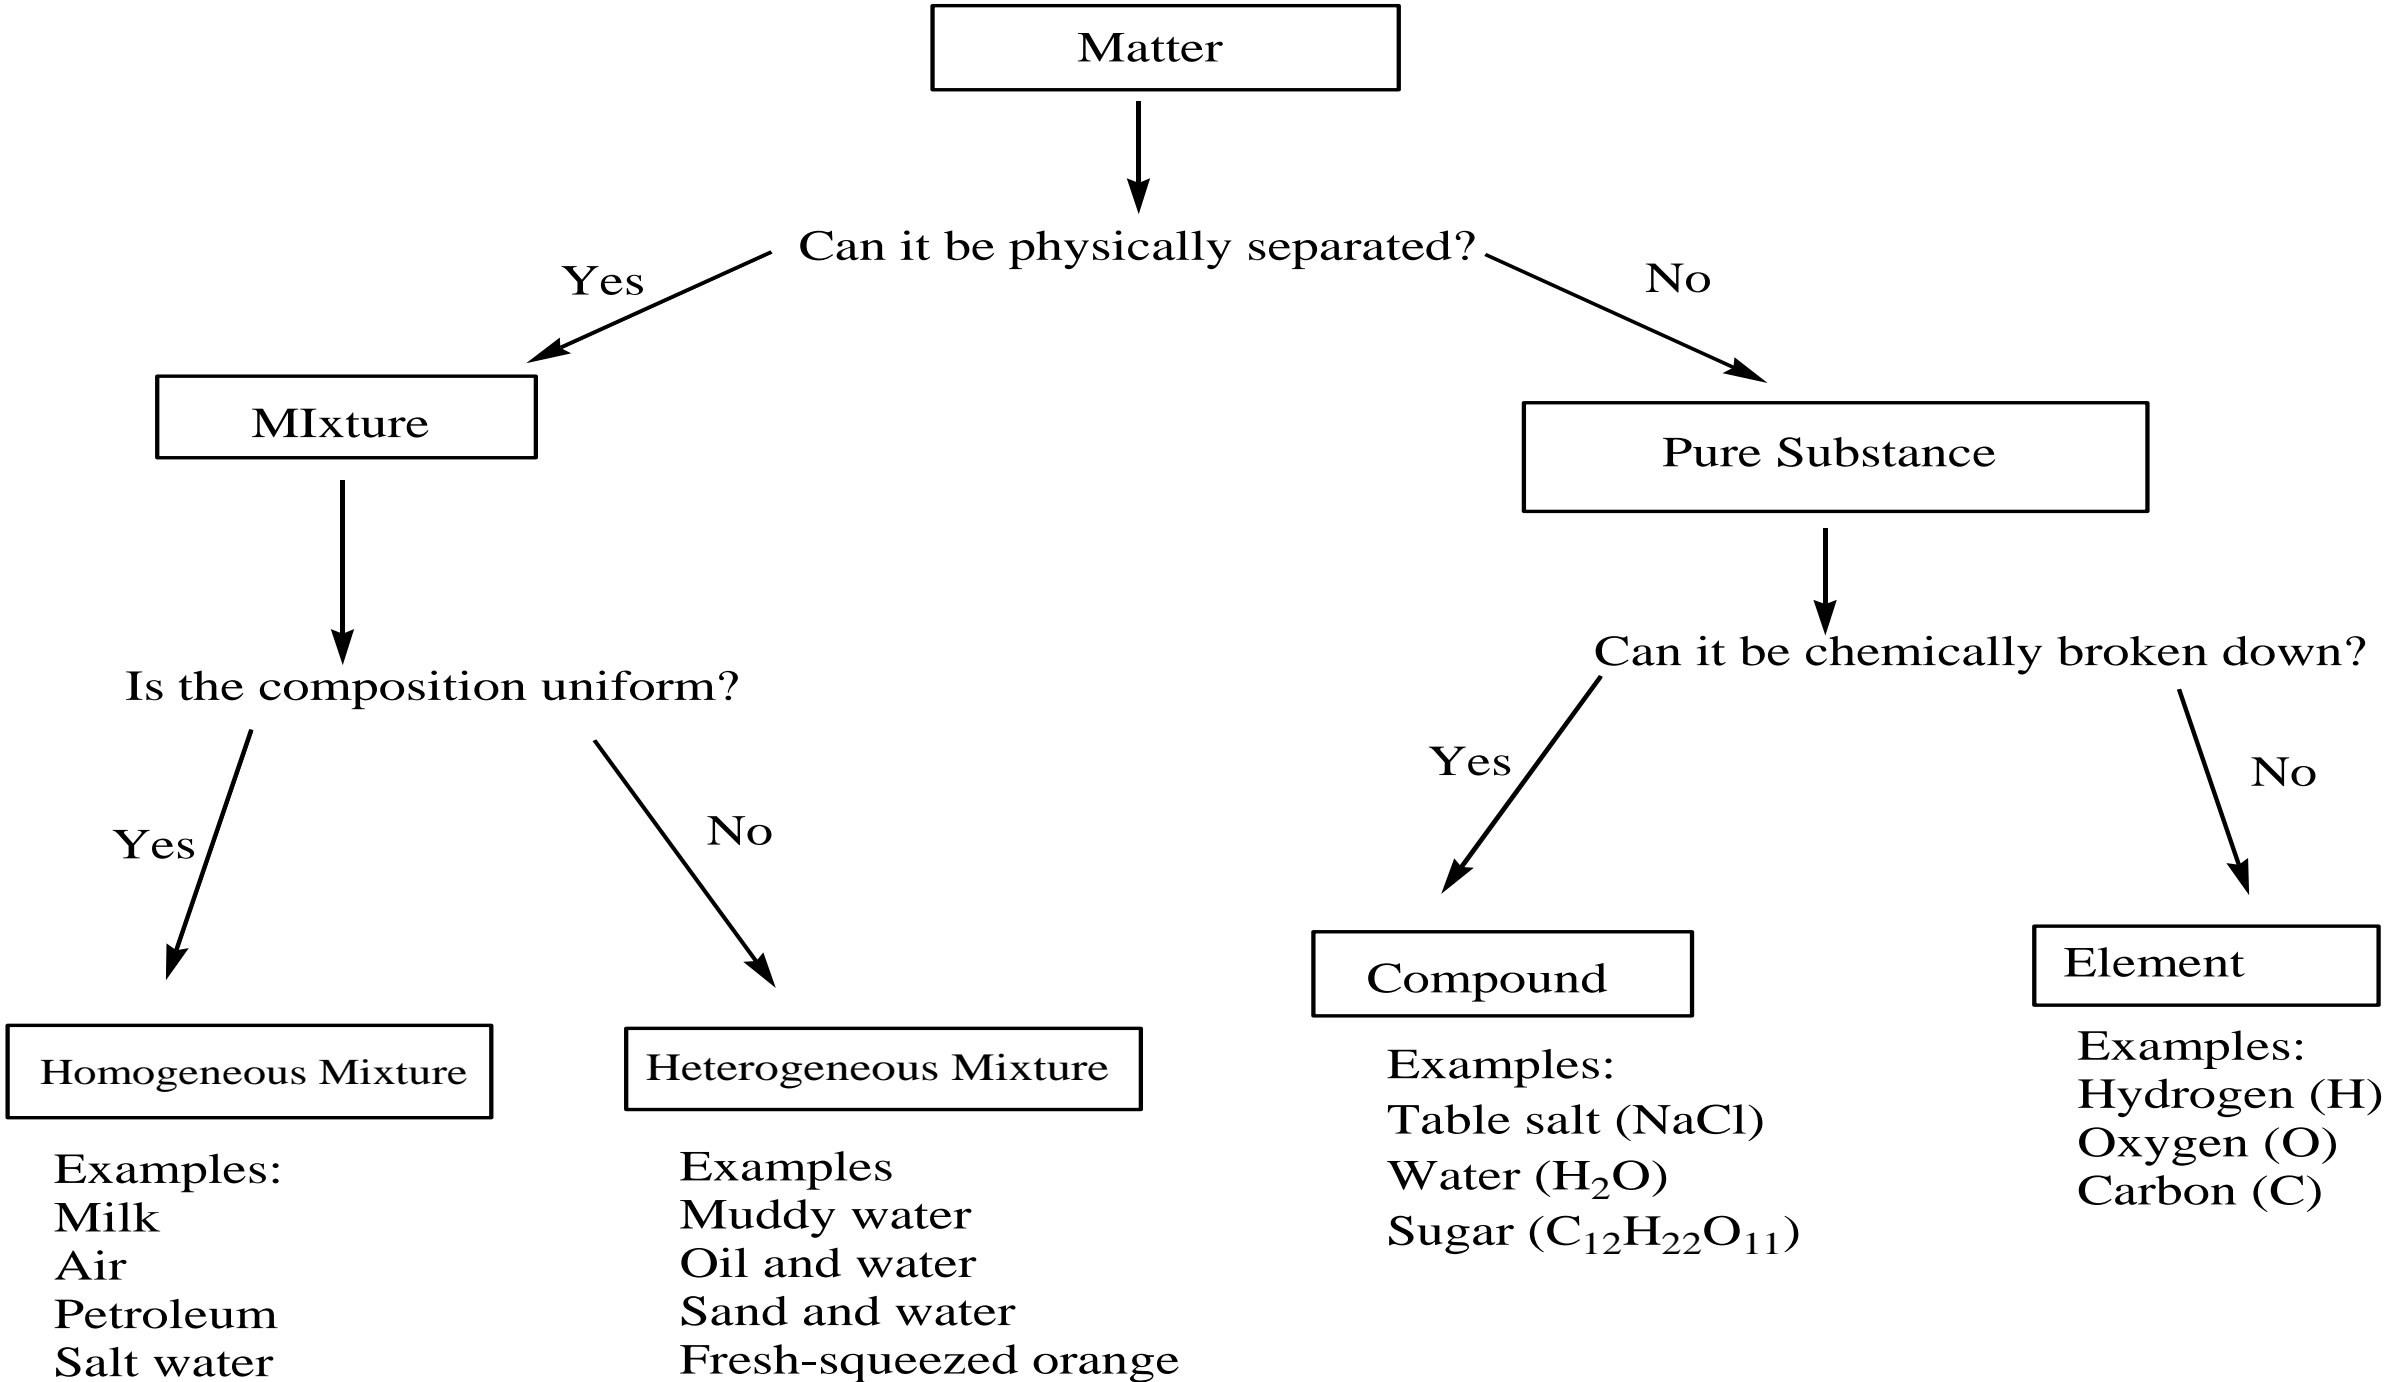 Matter
Can it be physically separated?
Yes
No
MIxture
Pure Substance
Is the composition uniform?
Can it be chemically broken down?
Yes
No
Yes
No
Homogeneous Mixture
Heterogeneous Mixture
Compound
Element
Examples:
Milk
Air
Petroleum
Salt water
Examples
Muddy water
Oil and water
Sand and water
Fresh-squeezed orange
Examples:
Table salt (NaCl)
Water (H₂O)
Sugar (C₁₂H₂₂O₁₁)
Examples:
Hydrogen (H)
Oxygen (O)
Carbon (C)